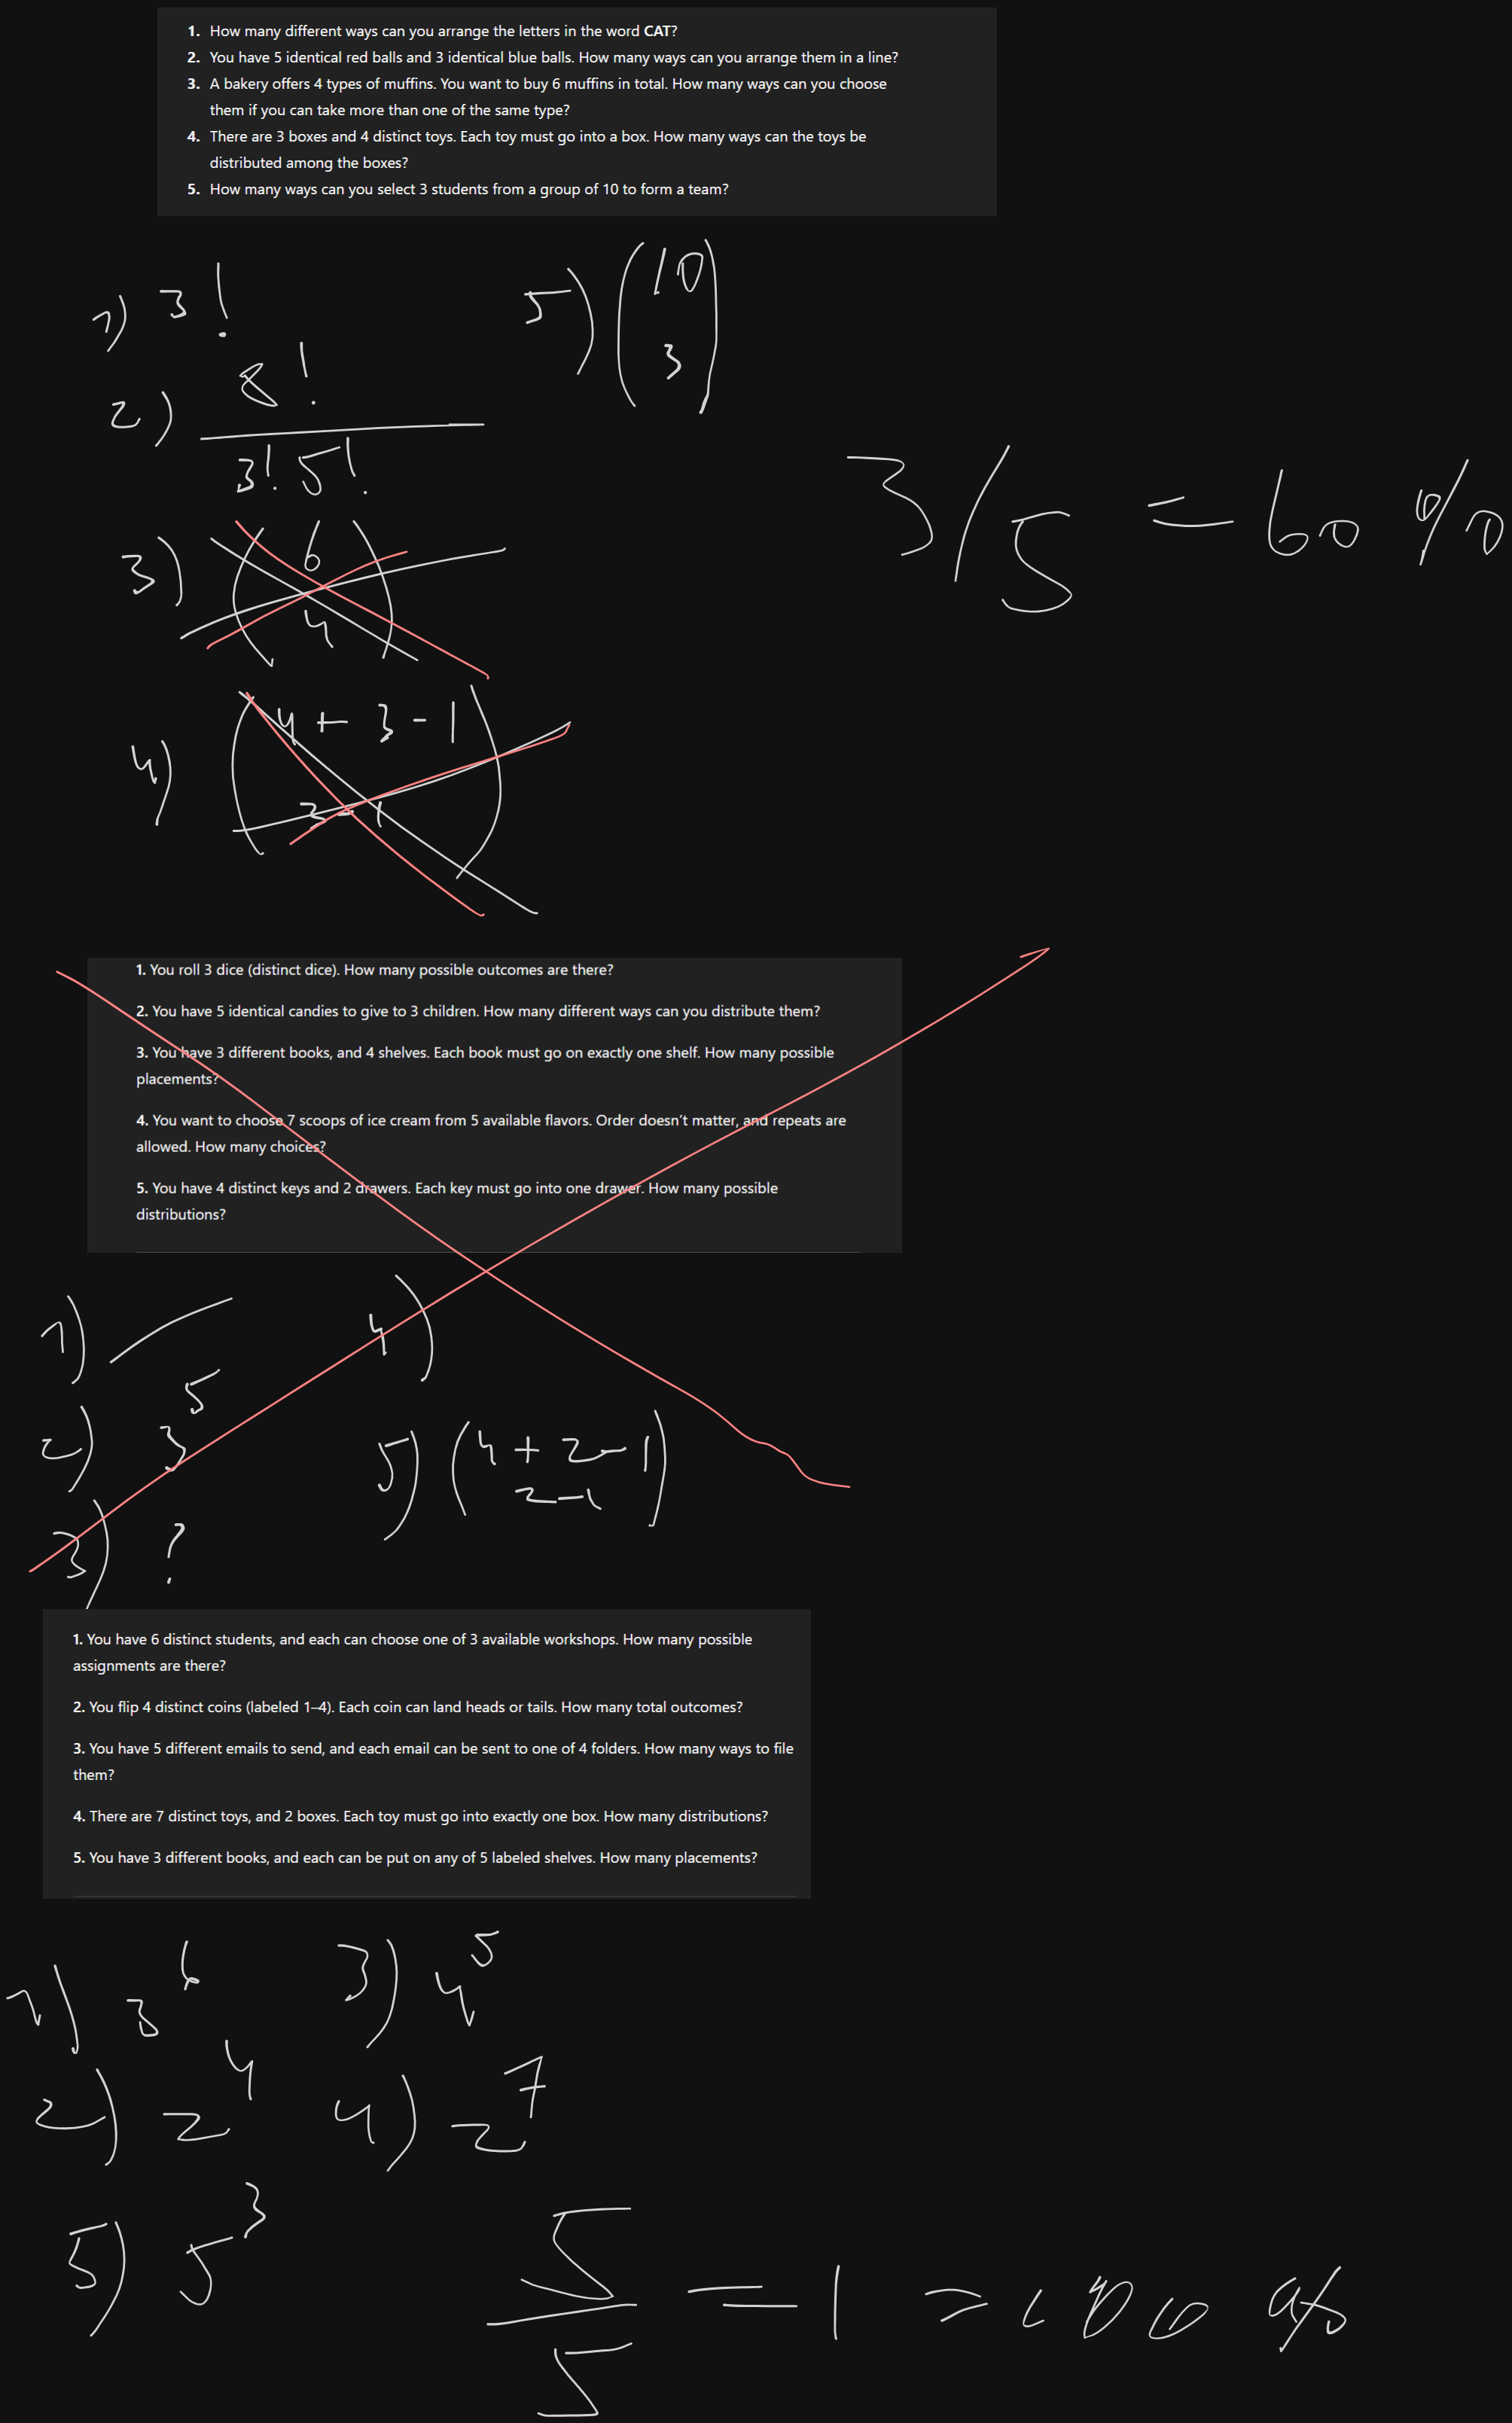 1. How many different ways can you arrange the letters in the word CAT?
2. You have 5 identical red balls and 3 identical blue balls. How many ways can you arrange them in a line?
3. A bakery offers 4 types of muffins. You want to buy 6 muffins in total. How many ways can you choose
them if you can take more than one of the same type?
4. There are 3 boxes and 4 distinct toys. Each toy must go into a box. How many ways can the toys be
distributed among the boxes?
5. How many ways can you select 3 students from a group of 10 to form a team?
1) 3!
2) 8!
3! 5!
3) (6
4)
4) (4 + 3 - 1
3 - 1)
5) (10
3)
3/5 = 60 %
1. You roll 3 dice (distinct dice). How many possible outcomes are there?
2. You have 5 identical candies to give to 3 children. How many different ways can you distribute them?
3. You have 3 different books, and 4 shelves. Each book must go on exactly one shelf. How many possible
placements?
4. You want to choose 7 scoops of ice cream from 5 available flavors. Order doesn't matter, and repeats are
allowed. How many choices?
5. You have 4 distinct keys and 2 drawers. Each key must go into one drawer. How many possible
distributions?
1)
2) 3^5
3) ?
4)
5) (4 + 2 - 1
2 - 1)
1. You have 6 distinct students, and each can choose one of 3 available workshops. How many possible
assignments are there?
2. You flip 4 distinct coins (labeled 1–4). Each coin can land heads or tails. How many total outcomes?
3. You have 5 different emails to send, and each email can be sent to one of 4 folders. How many ways to file
them?
4. There are 7 distinct toys, and 2 boxes. Each toy must go into exactly one box. How many distributions?
5. You have 3 different books, and each can be put on any of 5 labeled shelves. How many placements?
1) 3^6
2) 2^4
3) 4^5
4) 2^7
5) 5^3
5
5 = 1 = 100 %